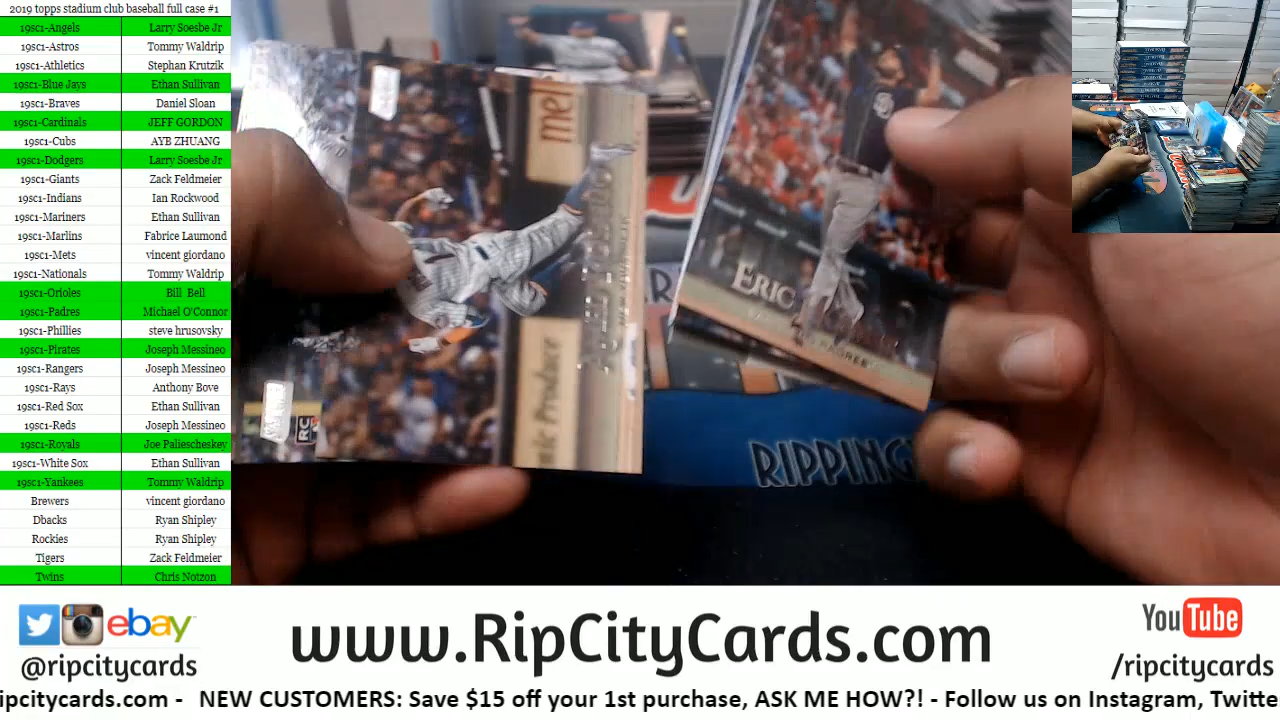 2019 topps stadium club baseball full case #1
19sc1-Angels Larry Soesbe Jr
19sc1-Astros Tommy Waldrip
19sc1-Athletics Stephan Krutzik
19sc1-Blue Jays Ethan Sullivan
19sc1-Braves Daniel Sloan
19sc1-Cardinals JEFF GORDON
19sc1-Cubs AYB ZHUANG
19sc1-Dodgers Larry Soesbe Jr
19sc1-Giants Zack Feldmeier
19sc1-Indians Ian Rockwood
19sc1-Mariners Ethan Sullivan
19sc1-Marlins Fabrice Laumond
19sc1-Mets vincent giordano
19sc1-Nationals Tommy Waldrip
19sc1-Orioles Bill Bell
19sc1-Padres Michael O'Connor
19sc1-Phillies steve hrusovsky
19sc1-Pirates Joseph Messineo
19sc1-Rangers Joseph Messineo
19sc1-Rays Anthony Bove
19sc1-Red Sox Ethan Sullivan
19sc1-Reds Joseph Messineo
19sc1-Royals Joe Paliescheskey
19sc1-White Sox Ethan Sullivan
19sc1-Yankees Tommy Waldrip
Brewers vincent giordano
Dbacks Ryan Shipley
Rockies Ryan Shipley
Tigers Zack Feldmeier
Twins Chris Notzon
ERIC
PADRES
RC
RIPPING
ebay
@ripcitycards
www.RipCityCards.com
YouTube
/ripcitycards
ripcitycards.com - NEW CUSTOMERS: Save $15 off your 1st purchase, ASK ME HOW?! - Follow us on Instagram, Twitte